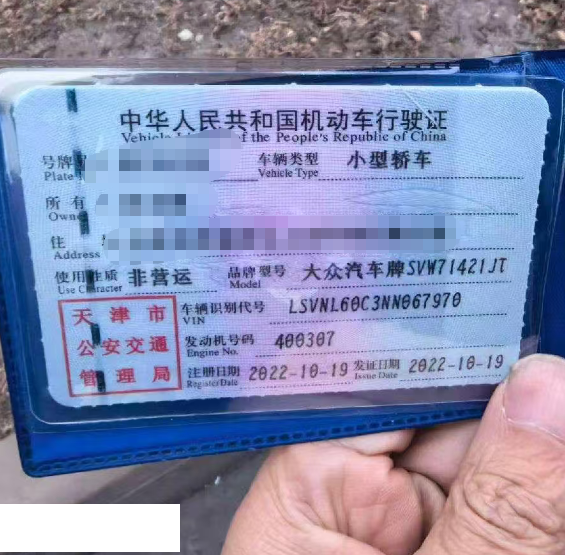 中华人民共和国机动车行驶证
Vehicle of the People's Republic of China
号牌 车辆类型 小型轿车
Plate Vehicle Type
所有
Owner
住
Address
使用性质 非营运 品牌型号 大众汽车牌SVW71421JT
Use Character Model
天津市 车辆识别代号 LSVNL60C3NN067970
VIN
公安交通 发动机号码 400307
Engine No.
管理局 注册日期 2022-10-19 发证日期 2022-10-19
Register Date Issue Date